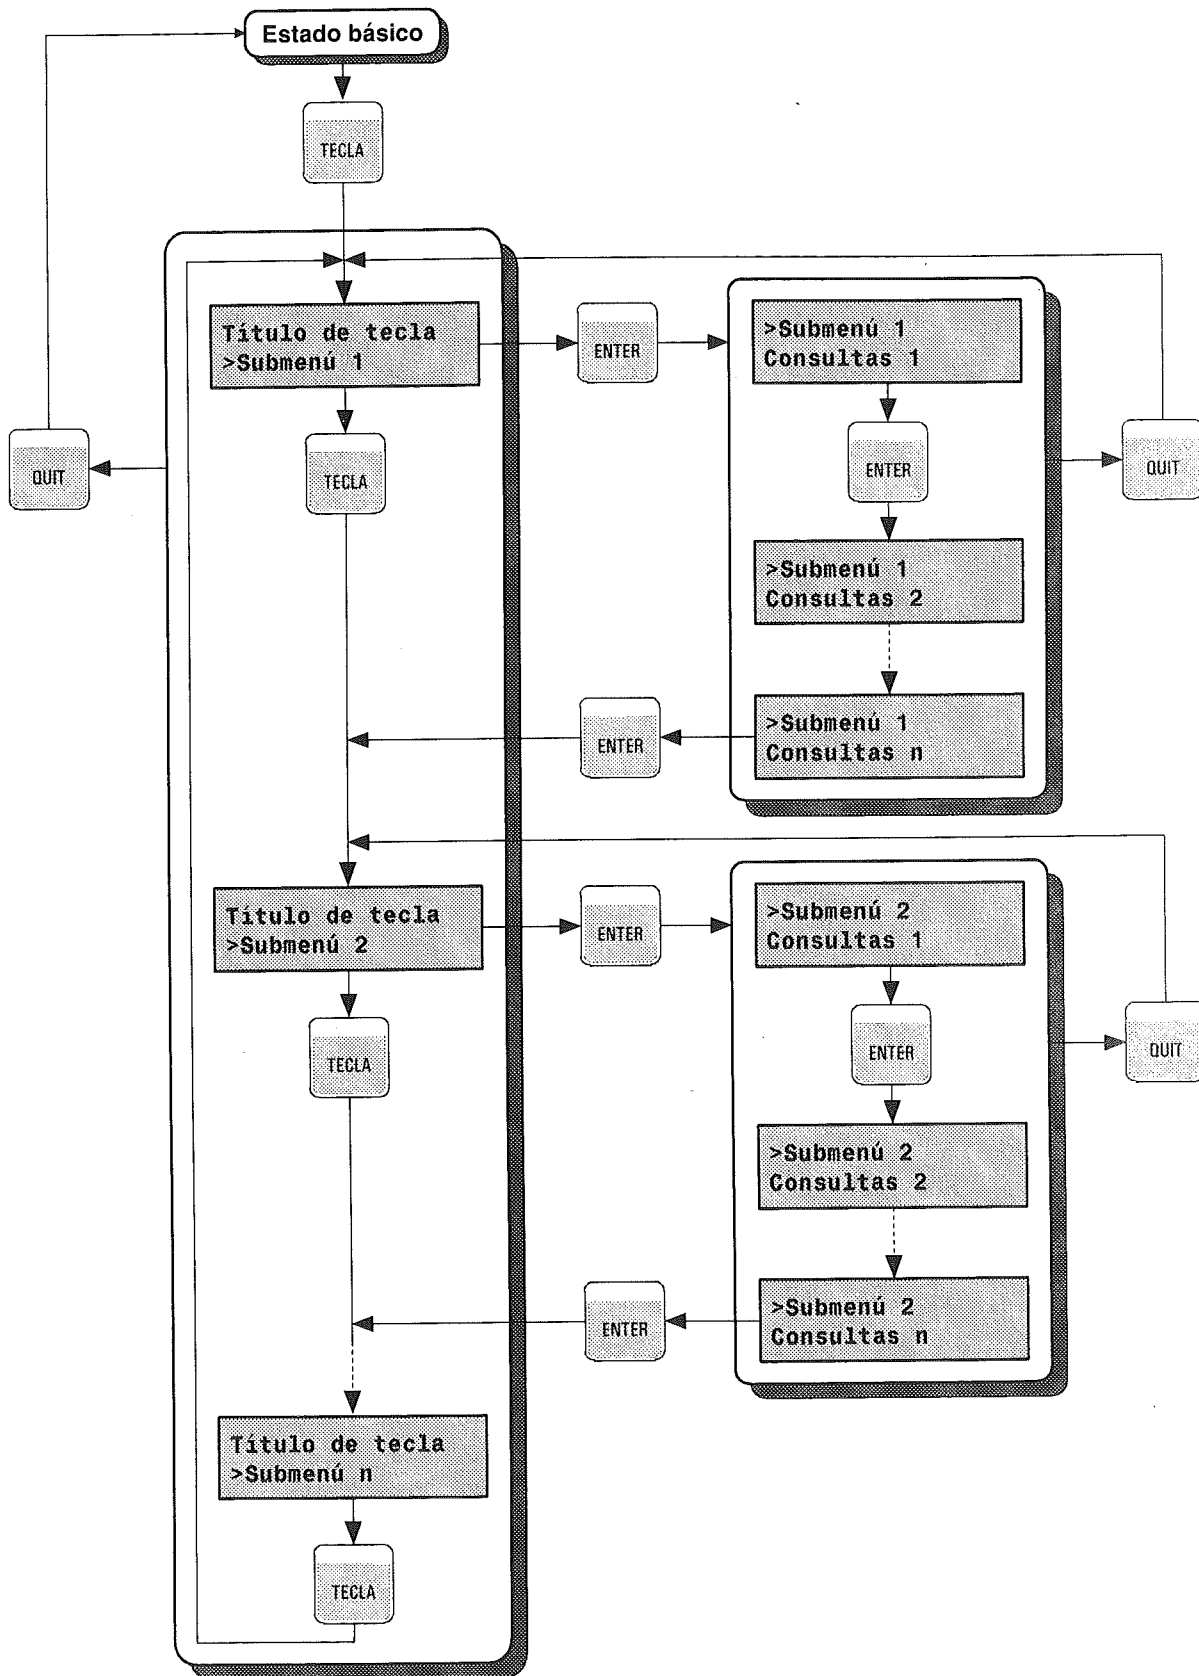 Estado básico
TECLA
Título de tecla
>Submenú 1
ENTER
>Submenú 1
Consultas 1
TECLA
QUIT
ENTER
QUIT
>Submenú 1
Consultas 2
ENTER
>Submenú 1
Consultas n
Título de tecla
>Submenú 2
ENTER
>Submenú 2
Consultas 1
TECLA
ENTER
QUIT
>Submenú 2
Consultas 2
ENTER
>Submenú 2
Consultas n
Título de tecla
>Submenú n
TECLA